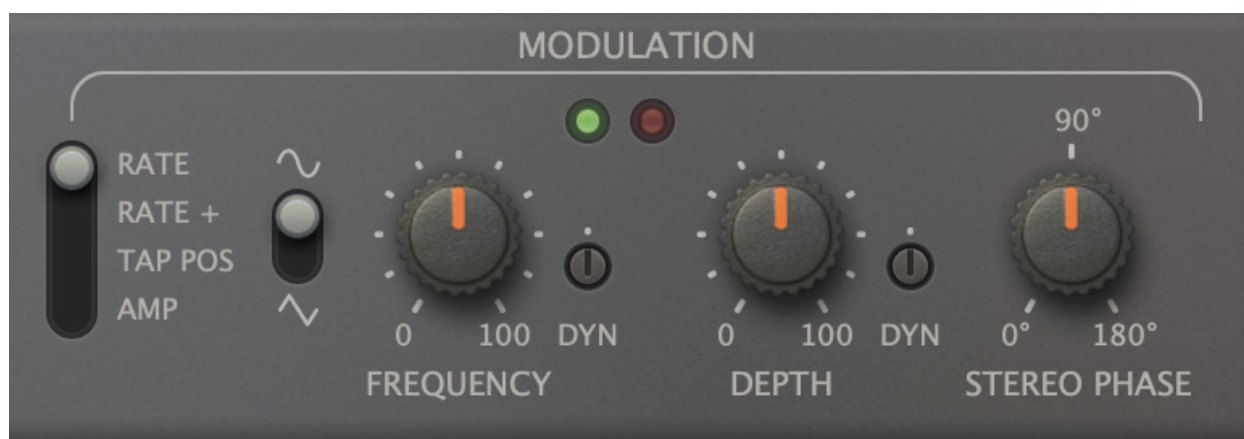 MODULATION
90°
RATE
RATE +
TAP POS
AMP
0 100 DYN 0 100 DYN 0° 180°
FREQUENCY DEPTH STEREO PHASE